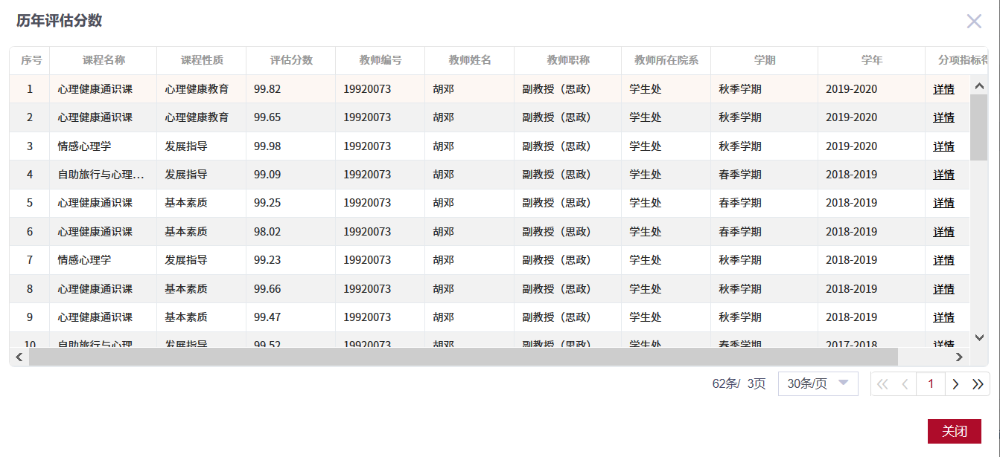 历年评估分数
序号 课程名称 课程性质 评估分数 教师编号 教师姓名 教师职称 教师所在院系 学期 学年 分项指标得
1 心理健康通识课 心理健康教育 99.82 19920073 胡邓 副教授（思政） 学生处 秋季学期 2019-2020 详情
2 心理健康通识课 心理健康教育 99.65 19920073 胡邓 副教授（思政） 学生处 秋季学期 2019-2020 详情
3 情感心理学 发展指导 99.98 19920073 胡邓 副教授（思政） 学生处 秋季学期 2019-2020 详情
4 自助旅行与心理... 发展指导 99.09 19920073 胡邓 副教授（思政） 学生处 春季学期 2018-2019 详情
5 心理健康通识课 基本素质 99.25 19920073 胡邓 副教授（思政） 学生处 春季学期 2018-2019 详情
6 心理健康通识课 基本素质 98.02 19920073 胡邓 副教授（思政） 学生处 春季学期 2018-2019 详情
7 情感心理学 发展指导 99.23 19920073 胡邓 副教授（思政） 学生处 秋季学期 2018-2019 详情
8 心理健康通识课 基本素质 99.66 19920073 胡邓 副教授（思政） 学生处 秋季学期 2018-2019 详情
9 心理健康通识课 基本素质 99.47 19920073 胡邓 副教授（思政） 学生处 秋季学期 2018-2019 详情
10 自助旅行与心理 发展指导 99.52 19920073 胡邓 副教授（思政） 学生处 春季学期 2017-2018 详情
62条/ 3页 30条/页 1
关闭